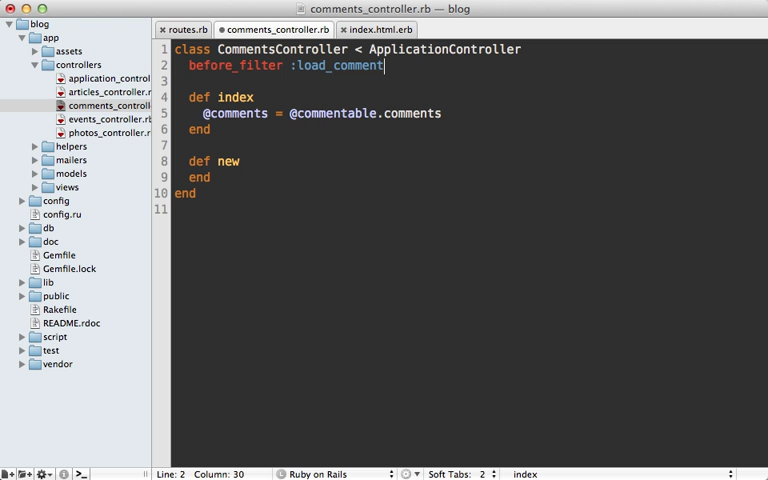 comments_controller.rb — blog
blog
app
assets
controllers
application_control
articles_controller.r
comments_controlle
events_controller.rb
photos_controller.r
helpers
mailers
models
views
config
config.ru
db
doc
Gemfile
Gemfile.lock
lib
public
Rakefile
README.rdoc
script
test
vendor
routes.rb
comments_controller.rb
index.html.erb
1 class CommentsController < ApplicationController
2   before_filter :load_comment
3
4   def index
5     @comments = @commentable.comments
6   end
7
8   def new
9   end
10 end
11
Line: 2 Column: 30 Ruby on Rails Soft Tabs: 2 index